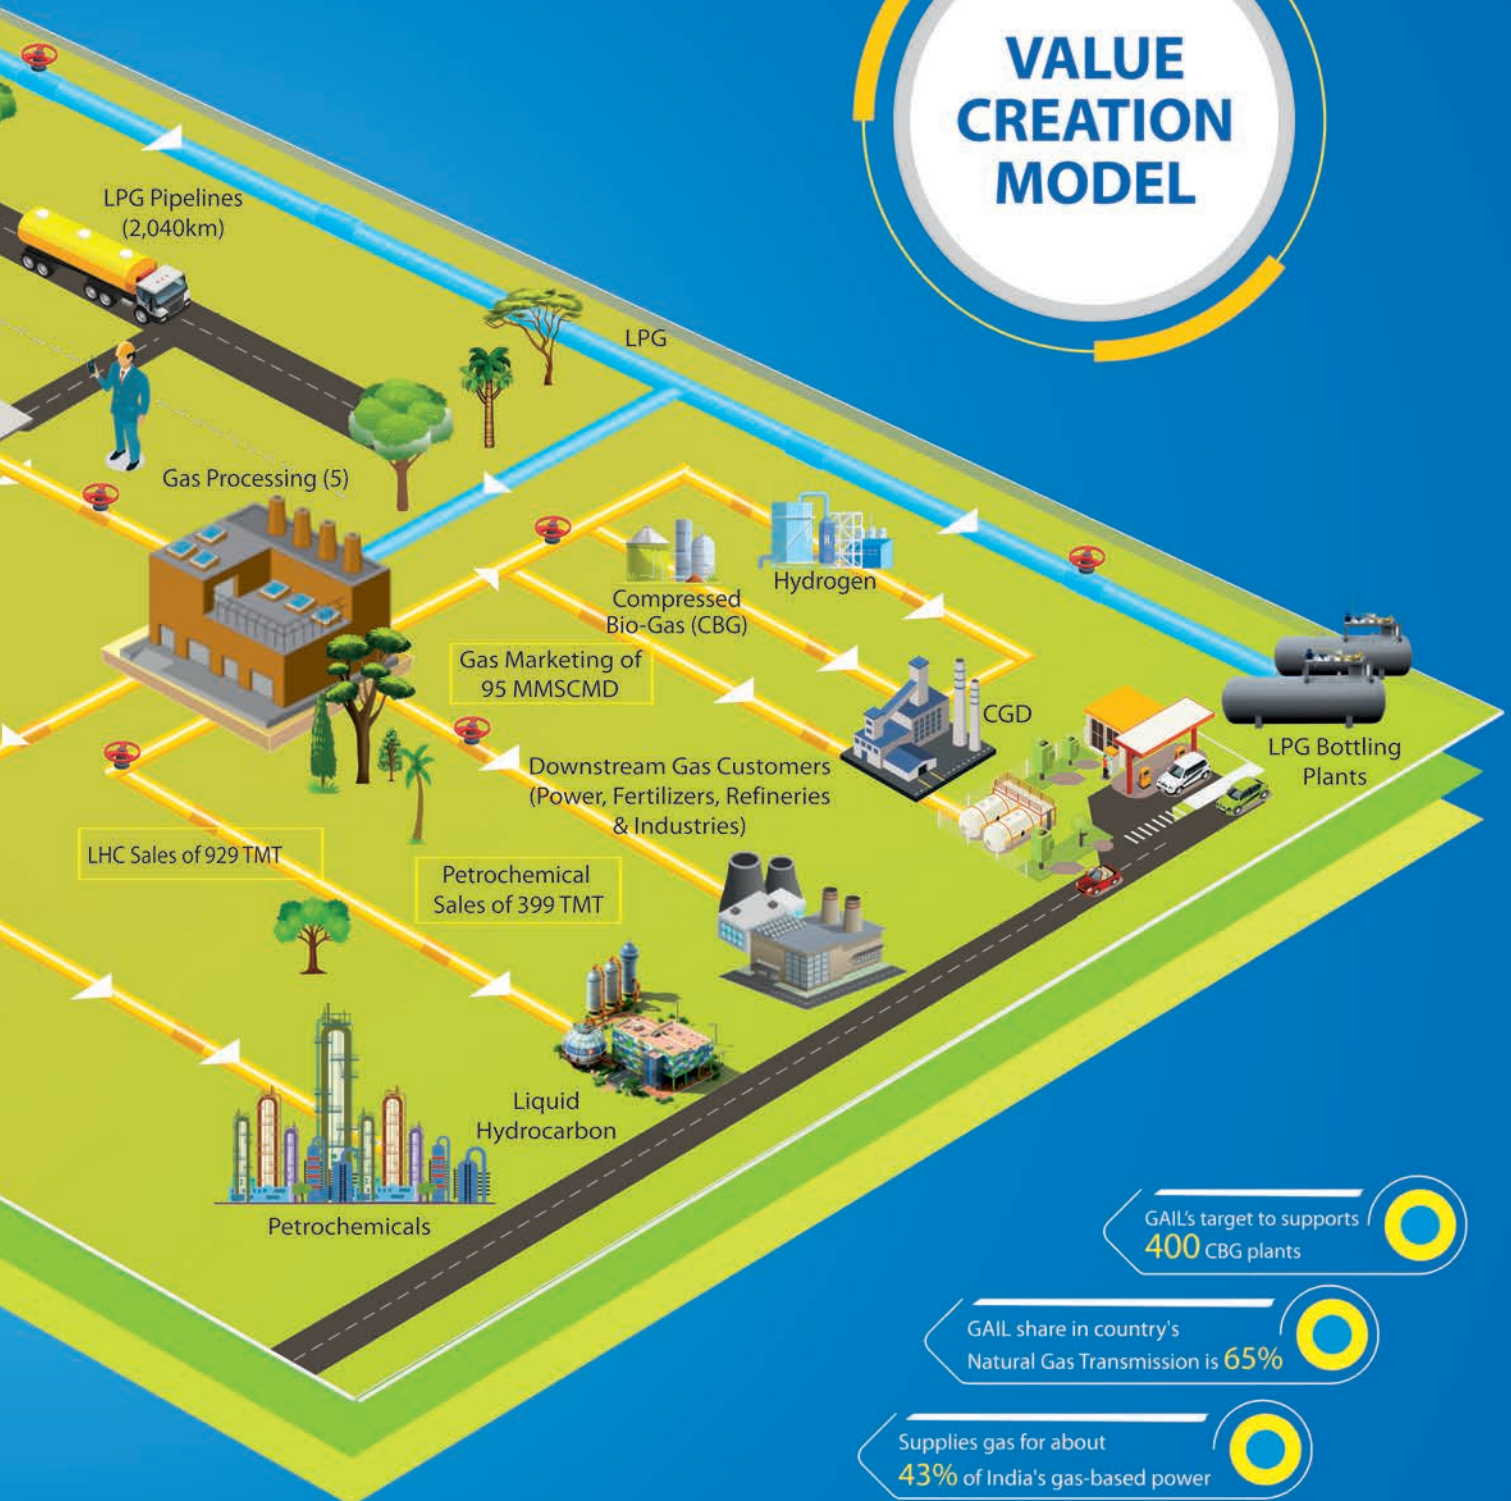 VALUE
CREATION
MODEL
LPG Pipelines
(2,040km)
LPG
Gas Processing (5)
Hydrogen
Compressed
Bio-Gas (CBG)
Gas Marketing of
95 MMSCMD
CGD
LPG Bottling
Plants
Downstream Gas Customers
(Power, Fertilizers, Refineries
& Industries)
LHC Sales of 929 TMT
Petrochemical
Sales of 399 TMT
Liquid
Hydrocarbon
Petrochemicals
GAIL's target to supports
400 CBG plants
GAIL share in country's
Natural Gas Transmission is 65%
Supplies gas for about
43% of India's gas-based power